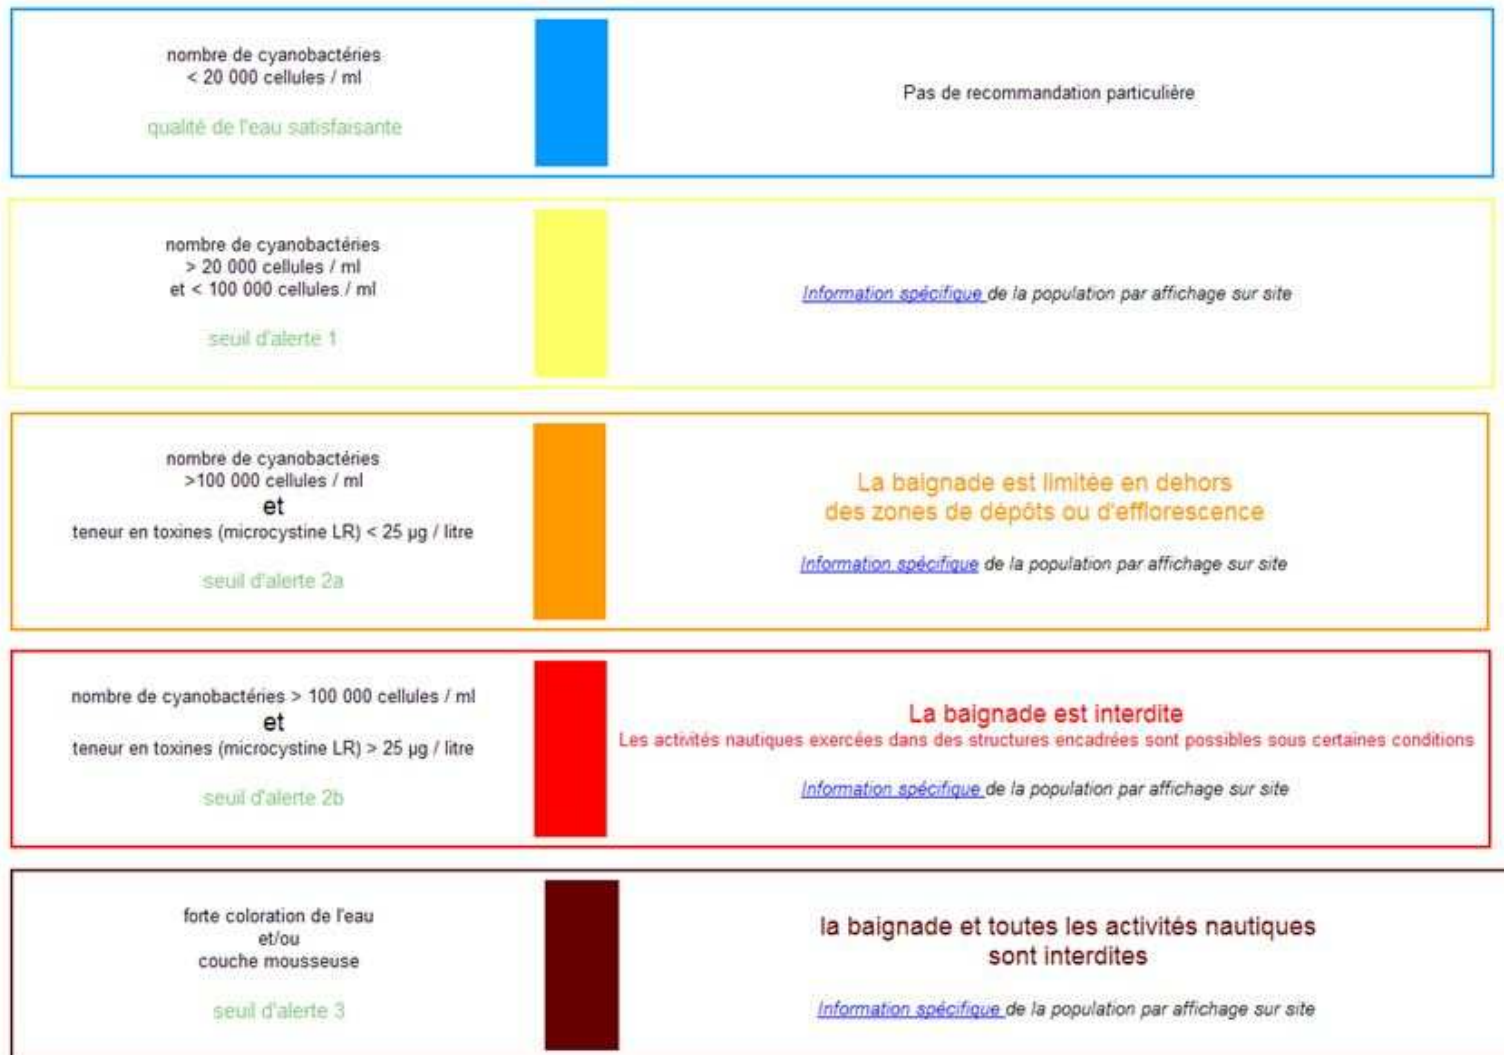 nombre de cyanobactéries
< 20 000 cellules / ml
qualité de l'eau satisfaisante
Pas de recommandation particulière
nombre de cyanobactéries
> 20 000 cellules / ml
et < 100 000 cellules / ml
seuil d'alerte 1
Information spécifique de la population par affichage sur site
nombre de cyanobactéries
>100 000 cellules / ml
et
teneur en toxines (microcystine LR) < 25 µg / litre
seuil d'alerte 2a
La baignade est limitée en dehors
des zones de dépôts ou d'efflorescence
Information spécifique de la population par affichage sur site
nombre de cyanobactéries > 100 000 cellules / ml
et
teneur en toxines (microcystine LR) > 25 µg / litre
seuil d'alerte 2b
La baignade est interdite
Les activités nautiques exercées dans des structures encadrées sont possibles sous certaines conditions
Information spécifique de la population par affichage sur site
forte coloration de l'eau
et/ou
couche mousseuse
seuil d'alerte 3
la baignade et toutes les activités nautiques
sont interdites
Information spécifique de la population par affichage sur site